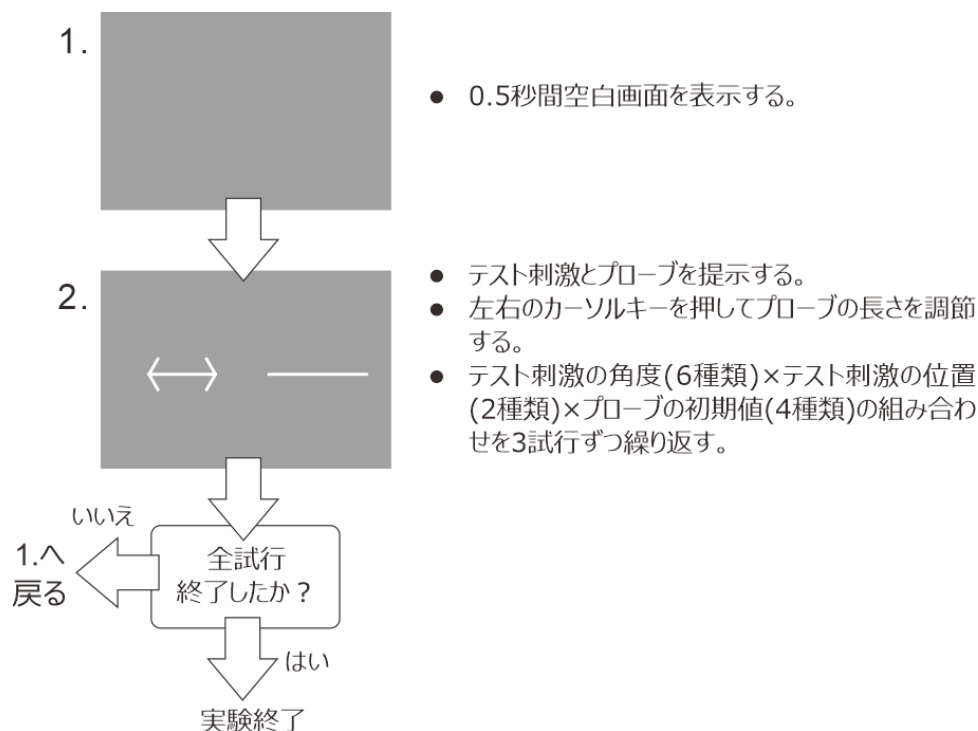 1.
● 0.5秒間空白画面を表示する。
2.
● テスト刺激とプローブを提示する。
● 左右のカーソルキーを押してプローブの長さを調節
する。
● テスト刺激の角度(6種類)×テスト刺激の位置
(2種類)×プローブの初期値(4種類)の組み合わ
せを3試行ずつ繰り返す。
いいえ
1.へ
戻る
全試行
終了したか？
はい
実験終了